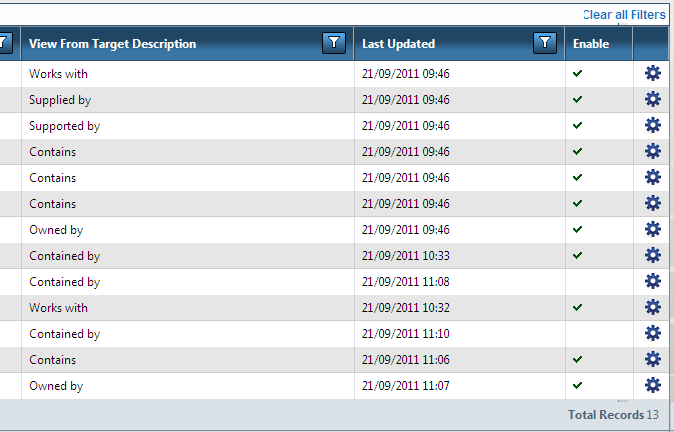 Clear all Filters
View From Target Description Last Updated Enable
Works with 21/09/2011 09:46
Supplied by 21/09/2011 09:46
Supported by 21/09/2011 09:46
Contains 21/09/2011 09:46
Contains 21/09/2011 09:46
Contains 21/09/2011 09:46
Owned by 21/09/2011 09:46
Contained by 21/09/2011 10:33
Contained by 21/09/2011 11:08
Works with 21/09/2011 10:32
Contained by 21/09/2011 11:10
Contains 21/09/2011 11:06
Owned by 21/09/2011 11:07
Total Records 13